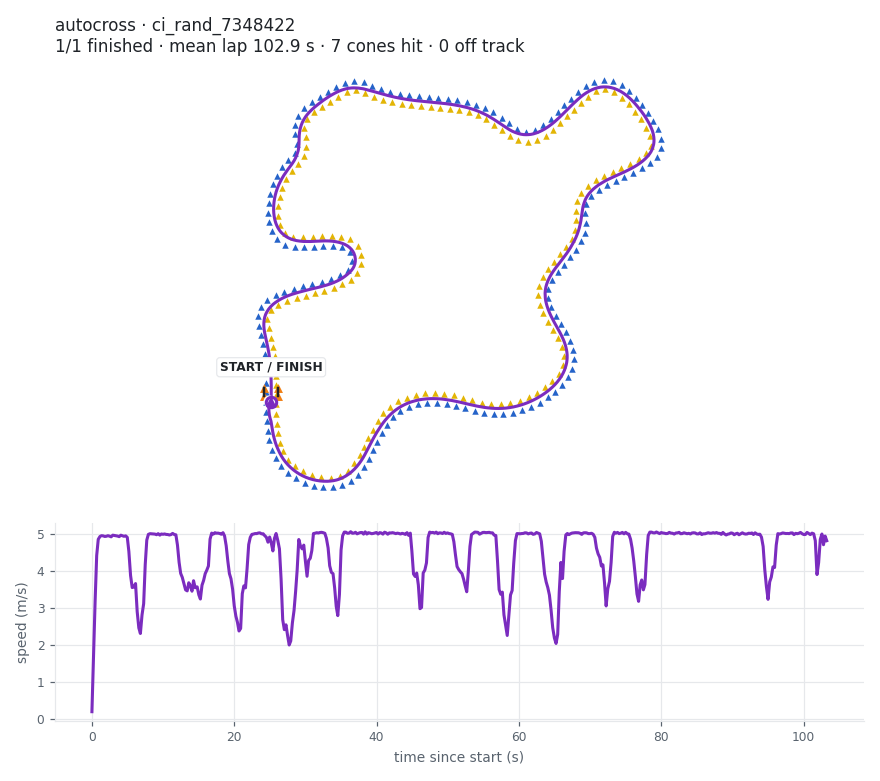 autocross · ci_rand_7348422
1/1 finished · mean lap 102.9 s · 7 cones hit · 0 off track
START / FINISH
5
4
3
2
1
0
speed (m/s)
0 20 40 60 80 100
time since start (s)